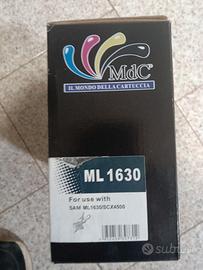 MdC
IL MONDO DELLA CARTUCCIA
ML 1630
For use with
SAM ML1630/SCX4500
subito